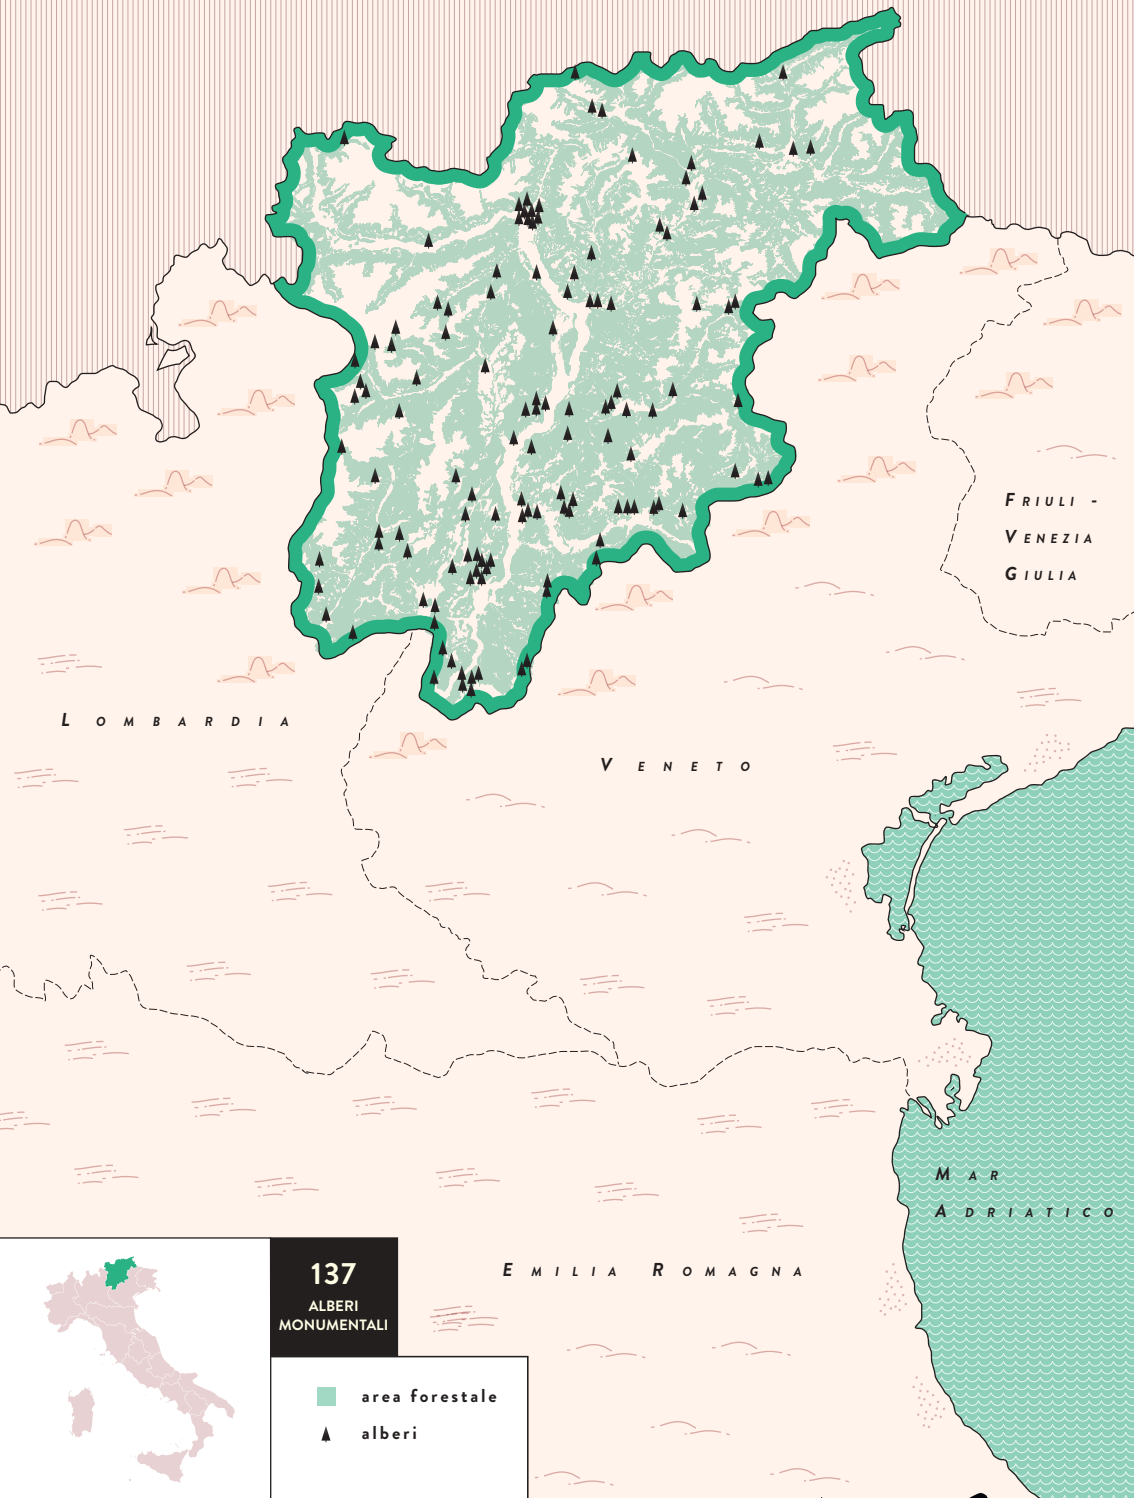 FRIULI -
VENEZIA
GIULIA
LOMBARDIA
VENETO
MAR
ADRIATICO
EMILIA ROMAGNA
137
ALBERI
MONUMENTALI
area forestale
alberi